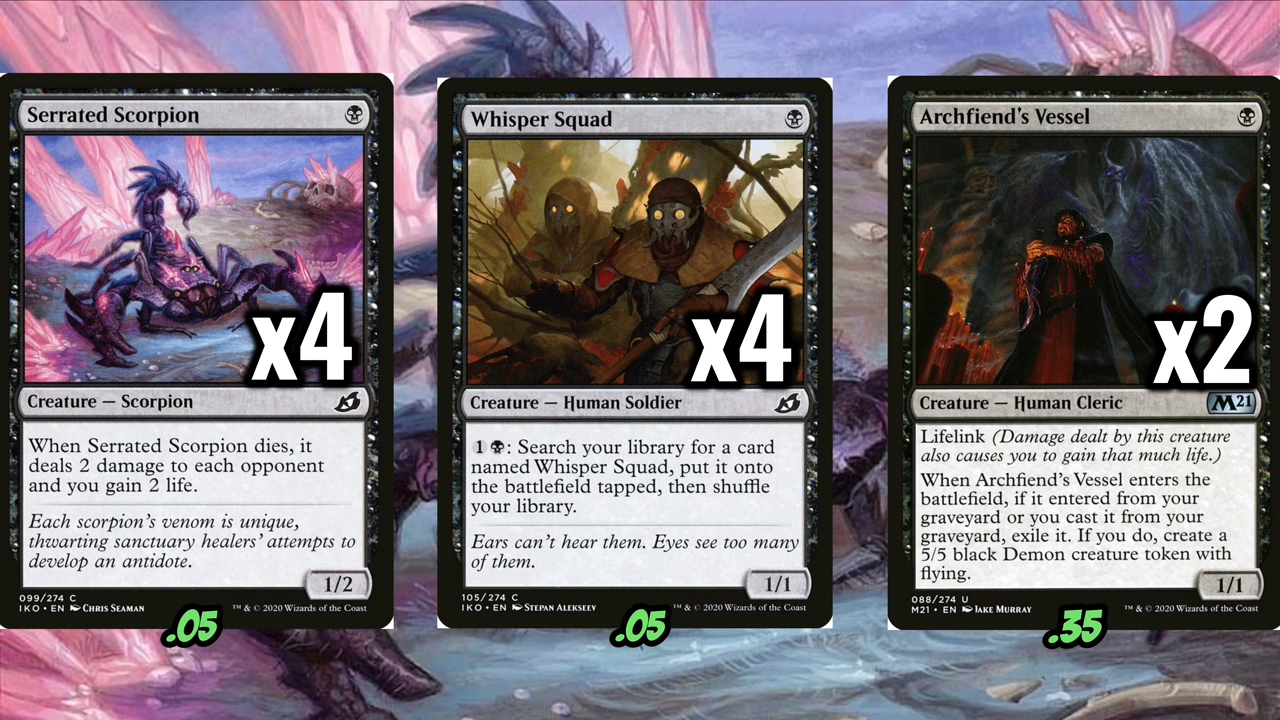 Serrated Scorpion
x4
Creature — Scorpion
When Serrated Scorpion dies, it
deals 2 damage to each opponent
and you gain 2 life.
Each scorpion's venom is unique,
thwarting sanctuary healers' attempts to
develop an antidote.
1/2
099/274 C
IKO • EN Chris Seaman
™ & © 2020 Wizards of the Coast
.05
Whisper Squad
x4
Creature — Human Soldier
1 : Search your library for a card
named Whisper Squad, put it onto
the battlefield tapped, then shuffle
your library.
Ears can't hear them. Eyes see too many
of them.
1/1
105/274 C
IKO • EN Stepan Alekseev
™ & © 2020 Wizards of the Coast
.05
Archfiend's Vessel
x2
Creature — Human Cleric
M21
Lifelink (Damage dealt by this creature
also causes you to gain that much life.)
When Archfiend's Vessel enters the
battlefield, if it entered from your
graveyard or you cast it from your
graveyard, exile it. If you do, create a
5/5 black Demon creature token with
flying.
1/1
088/274 U
M21 • EN Jake Murray
™ & © 2020 Wizards of the Coast
.35